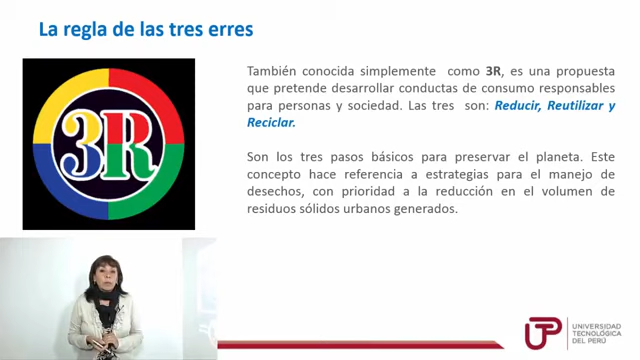 La regla de las tres erres
3R
También conocida simplemente como 3R, es una propuesta
que pretende desarrollar conductas de consumo responsables
para personas y sociedad. Las tres son: Reducir, Reutilizar y
Reciclar.
Son los tres pasos básicos para preservar el planeta. Este
concepto hace referencia a estrategias para el manejo de
desechos, con prioridad a la reducción en el volumen de
residuos sólidos urbanos generados.
UTP
UNIVERSIDAD
TECNOLÓGICA
DEL PERÚ